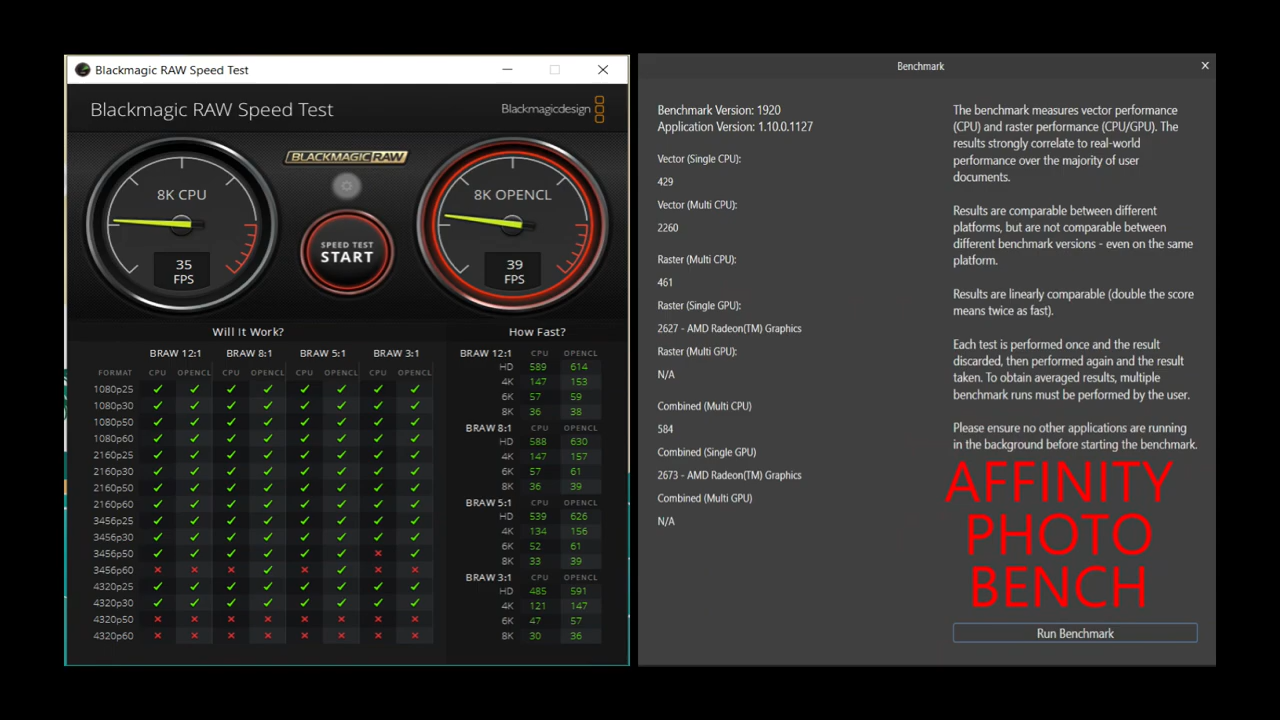 Blackmagic RAW Speed Test
Blackmagic RAW Speed Test
Blackmagicdesign
BLACKMAGIC RAW
8K CPU
35
FPS
SPEED TEST
START
8K OPENCL
39
FPS
Will It Work?
BRAW 12:1 BRAW 8:1 BRAW 5:1 BRAW 3:1
FORMAT CPU OPENCL CPU OPENCL CPU OPENCL CPU OPENCL
1080p25
1080p30
1080p50
1080p60
2160p25
2160p30
2160p50
2160p60
3456p25
3456p30
3456p50
3456p60
4320p25
4320p30
4320p50
4320p60
How Fast?
BRAW 12:1 CPU OPENCL
HD 589 614
4K 147 153
6K 57 59
8K 36 38
BRAW 8:1 CPU OPENCL
HD 588 630
4K 147 157
6K 57 61
8K 36 39
BRAW 5:1 CPU OPENCL
HD 539 626
4K 134 156
6K 52 61
8K 33 39
BRAW 3:1 CPU OPENCL
HD 485 591
4K 121 147
6K 47 57
8K 30 36
Benchmark
Benchmark Version: 1920
Application Version: 1.10.0.1127
Vector (Single CPU):
429
Vector (Multi CPU):
2260
Raster (Multi CPU):
461
Raster (Single GPU):
2627 - AMD Radeon(TM) Graphics
Raster (Multi GPU):
N/A
Combined (Multi CPU)
584
Combined (Single GPU)
2673 - AMD Radeon(TM) Graphics
Combined (Multi GPU)
N/A
The benchmark measures vector performance
(CPU) and raster performance (CPU/GPU). The
results strongly correlate to real-world
performance over the majority of user
documents.
Results are comparable between different
platforms, but are not comparable between
different benchmark versions - even on the same
platform.
Results are linearly comparable (double the score
means twice as fast).
Each test is performed once and the result
discarded, then performed again and the result
taken. To obtain averaged results, multiple
benchmark runs must be performed by the user.
Please ensure no other applications are running
in the background before starting the benchmark.
AFFINITY
PHOTO
BENCH
Run Benchmark